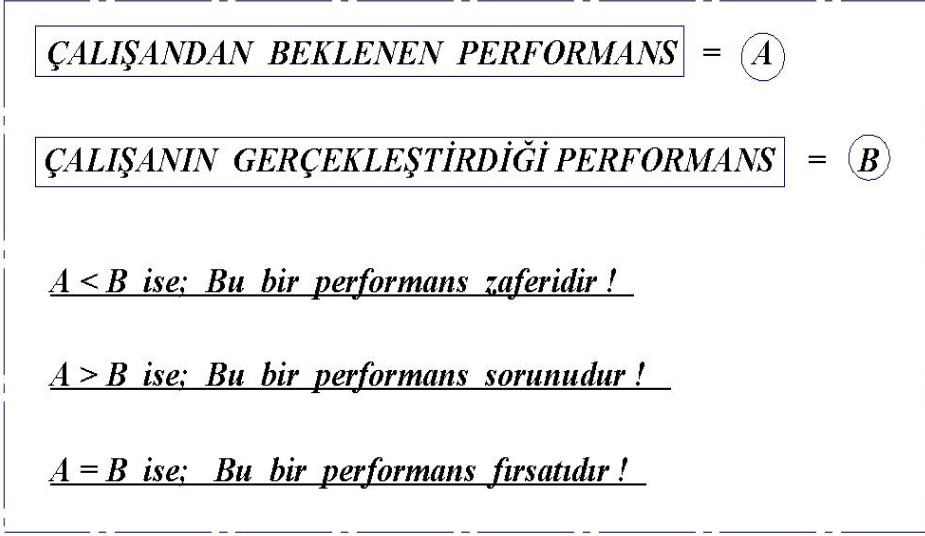 ÇALIŞANDAN BEKLENEN PERFORMANS = A
ÇALIŞANIN GERÇEKLEŞTİRDİĞİ PERFORMANS = B
A < B ise; Bu bir performans zaferidir !
A > B ise; Bu bir performans sorunudur !
A = B ise; Bu bir performans fırsatıdır !